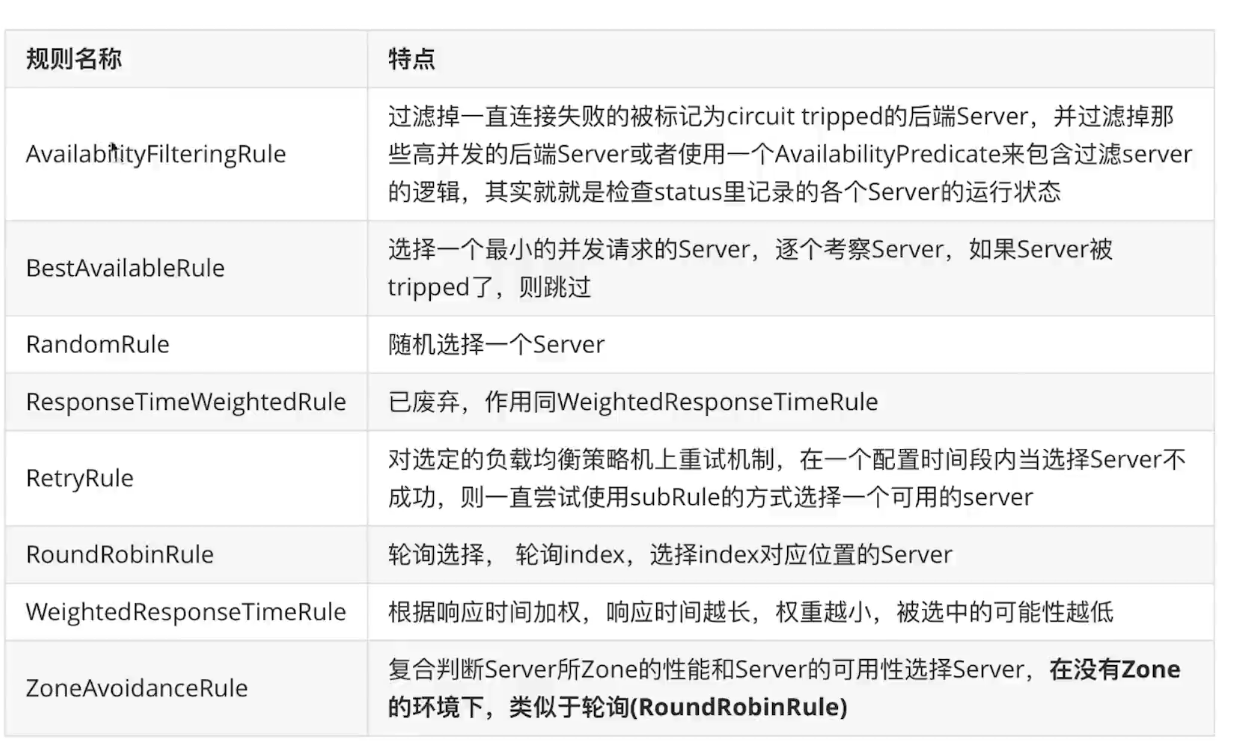 规则名称
特点
AvailabilityFilteringRule
过滤掉一直连接失败的被标记为circuit tripped的后端Server，并过滤掉那
些高并发的后端Server或者使用一个AvailabilityPredicate来包含过滤server
的逻辑，其实就就是检查status里记录的各个Server的运行状态
BestAvailableRule
选择一个最小的并发请求的Server，逐个考察Server，如果Server被
tripped了，则跳过
RandomRule
随机选择一个Server
ResponseTimeWeightedRule
已废弃，作用同WeightedResponseTimeRule
RetryRule
对选定的负载均衡策略机上重试机制，在一个配置时间段内当选择Server不
成功，则一直尝试使用subRule的方式选择一个可用的server
RoundRobinRule
轮询选择， 轮询index，选择index对应位置的Server
WeightedResponseTimeRule
根据响应时间加权，响应时间越长，权重越小，被选中的可能性越低
ZoneAvoidanceRule
复合判断Server所Zone的性能和Server的可用性选择Server，在没有Zone
的环境下，类似于轮询(RoundRobinRule)